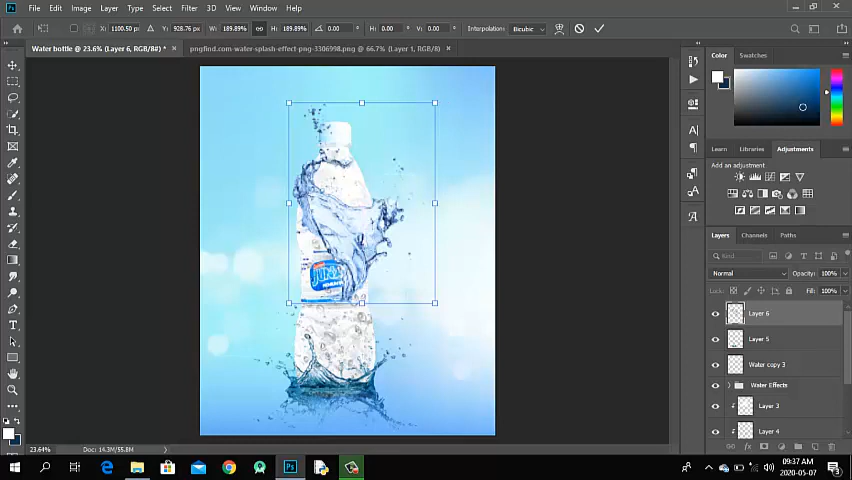 File Edit Image Layer Type Select Filter 3D View Window Help
X: 1100.50 px Y: 928.76 px W: 189.89% H: 189.89% 0.00 H: 0.00 V: 0.00 Interpolation: Bicubic
Water bottle @ 23.6% (Layer 6, RGB/8#) * × pngfind.com-water-splash-effect-png-3306998.png @ 66.7% (Layer 1, RGB/8) ×
Color Swatches
Learn Libraries Adjustments
Add an adjustment
Layers Channels Paths
Kind
Normal Opacity: 100%
Lock: Fill: 100%
Layer 6
Layer 5
Water copy 3
Water Effects
Layer 3
Layer 4
23.64% Doc: 14.3M/55.8M
09:37 AM
2020-05-07